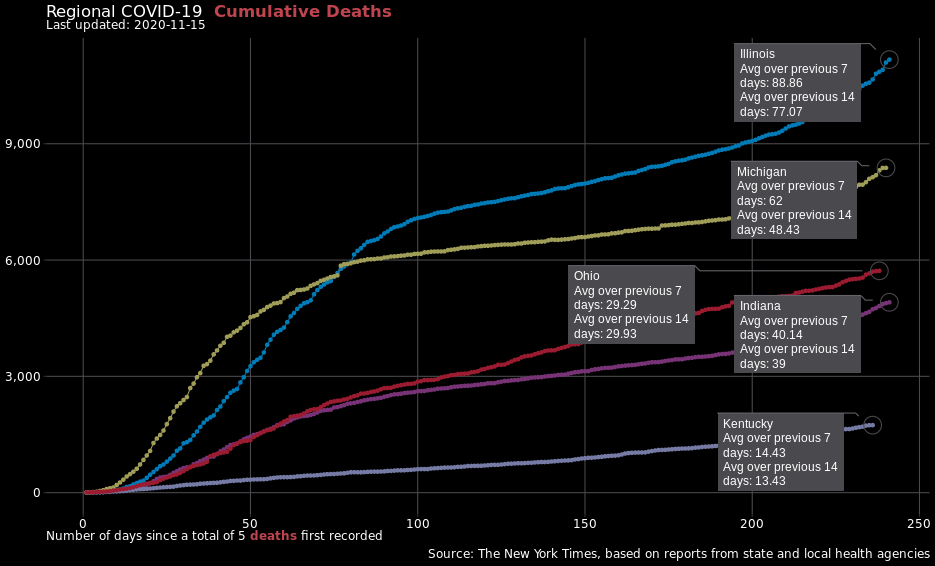 Regional COVID-19 Cumulative Deaths
Last updated: 2020-11-15
Illinois
Avg over previous 7
days: 88.86
Avg over previous 14
days: 77.07
9,000
Michigan
Avg over previous 7
days: 62
Avg over previous 14
days: 48.43
6,000
Ohio
Avg over previous 7
days: 29.29
Avg over previous 14
days: 29.93
Indiana
Avg over previous 7
days: 40.14
Avg over previous 14
days: 39
3,000
Kentucky
Avg over previous 7
days: 14.43
Avg over previous 14
days: 13.43
0
0 50 100 150 200 250
Number of days since a total of 5 deaths first recorded
Source: The New York Times, based on reports from state and local health agencies